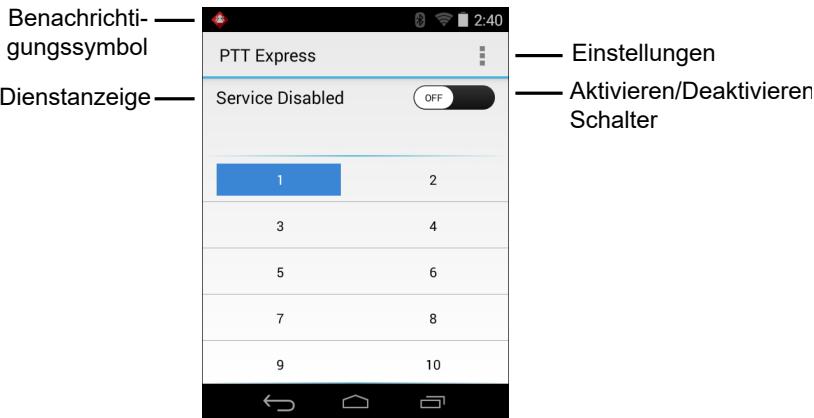 Benachrichti-
gungssymbol
2:40
PTT Express
Einstellungen
Dienstanzeige
Service Disabled
OFF
Aktivieren/Deaktivieren
Schalter
1 2
3 4
5 6
7 8
9 10